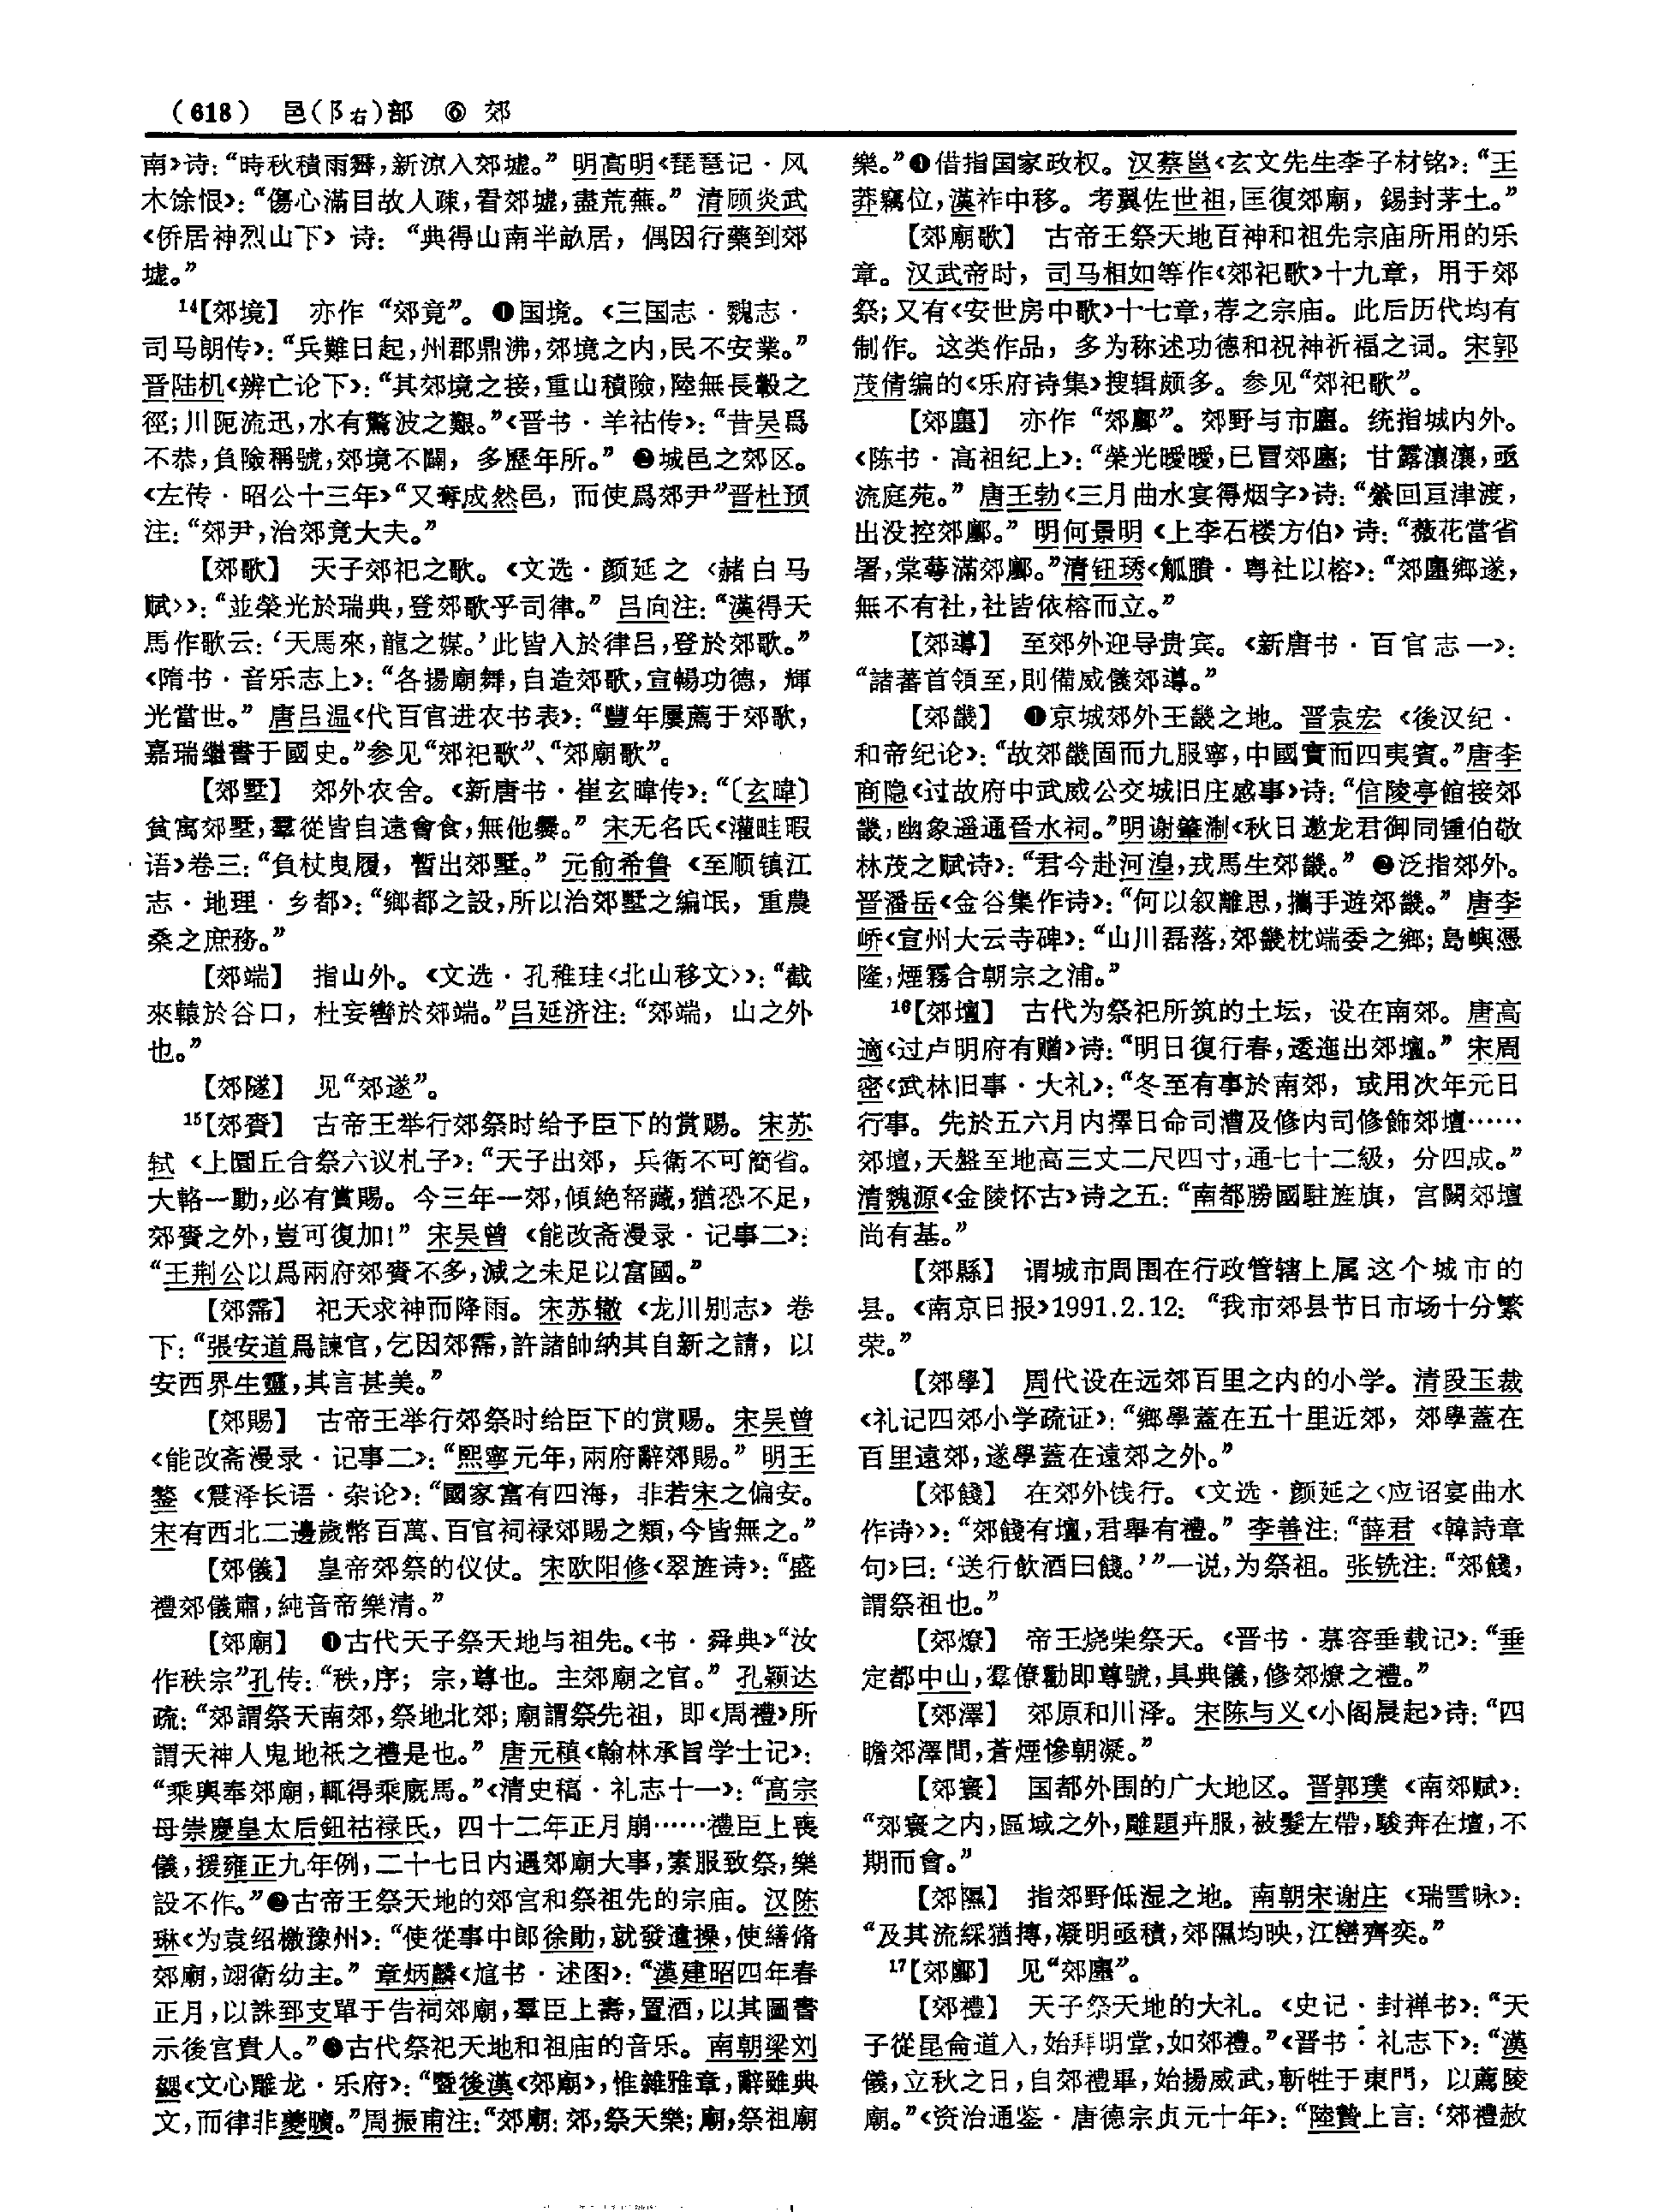 （618） 邑（阝右）部 ⑥ 郊
南》诗：“時秋積雨霽，新涼入郊墟。” 明高明《琵琶记·风
木馀恨》：“傷心滿目故人疎，看郊墟，盡荒蕪。” 清顾炎武
《侨居神烈山下》诗：“典得山南半畝居，偶因行藥到郊
墟。”
14【郊境】 亦作“郊竟”。❶国境。《三国志·魏志·
司马朗传》：“兵難日起，州郡鼎沸，郊境之内，民不安業。”
晋陆机《辨亡论下》：“其郊境之接，重山積險，陸無長轂之
徑；川阨流迅，水有驚波之艱。”《晋书·羊祜传》：“昔吴爲
不恭，負險稱號，郊境不闢，多歷年所。” ❷城邑之郊区。
《左传·昭公十三年》“又奪成然邑，而使爲郊尹”晋杜预
注：“郊尹，治郊竟大夫。”
【郊歌】 天子郊祀之歌。《文选·颜延之〈赭白马
赋〉》：“並榮光於瑞典，登郊歌乎司律。” 吕向注：“漢得天
馬作歌云：‘天馬來，龍之媒。’此皆入於律吕，登於郊歌。”
《隋书·音乐志上》：“各揚廟舞，自造郊歌，宣暢功德，輝
光當世。” 唐吕温《代百官进农书表》：“豐年屢薦于郊歌，
嘉瑞繼書于國史。”参见“郊祀歌”、“郊廟歌”。
【郊墅】 郊外农舍。《新唐书·崔玄暐传》：“〔玄暐〕
貧寓郊墅，羣從皆自遠會食，無他爨。” 宋无名氏《灌畦暇
语》卷三：“負杖曳履，暫出郊墅。” 元俞希鲁《至顺镇江
志·地理·乡都》：“鄉都之設，所以治郊墅之編氓，重農
桑之庶務。”
【郊端】 指山外。《文选·孔稚珪〈北山移文〉》：“截
來轅於谷口，杜妄轡於郊端。”吕延济注：“郊端，山之外
也。”
【郊隧】 见“郊遂”。
15【郊賚】 古帝王举行郊祭时给予臣下的赏赐。宋苏
轼《上圜丘合祭六议札子》：“天子出郊，兵衛不可簡省。
大輅一動，必有賞賜。今三年一郊，傾絶帑藏，猶恐不足，
郊賚之外，豈可復加！” 宋吴曾《能改斋漫录·记事二》：
“王荆公以爲兩府郊賚不多，減之未足以富國。”
【郊霈】 祀天求神而降雨。宋苏辙《龙川别志》卷
下：“張安道爲諫官，乞因郊霈，許諸帥納其自新之請，以
安西界生靈，其言甚美。”
【郊賜】 古帝王举行郊祭时给臣下的赏赐。宋吴曾
《能改斋漫录·记事二》：“熙寧元年，兩府辭郊賜。” 明王
鏊《震泽长语·杂论》：“國家富有四海，非若宋之偏安。
宋有西北二邊歲幣百萬、百官祠禄郊賜之類，今皆無之。”
【郊儀】 皇帝郊祭的仪仗。宋欧阳修《翠旌诗》：“盛
禮郊儀肅，純音帝樂清。”
【郊廟】 ❶古代天子祭天地与祖先。《书·舜典》“汝
作秩宗”孔传：“秩，序；宗，尊也。主郊廟之官。” 孔颖达
疏：“郊謂祭天南郊，祭地北郊；廟謂祭先祖，即《周禮》所
謂天神人鬼地祇之禮是也。” 唐元稹《翰林承旨学士记》：
“乘輿奉郊廟，輒得乘厩馬。”《清史稿·礼志十一》：“高宗
母崇慶皇太后鈕祜禄氏，四十二年正月崩……禮臣上喪
儀，援雍正九年例，二十七日内遇郊廟大事，素服致祭，樂
設不作。”❷古帝王祭天地的郊宫和祭祖先的宗庙。汉陈
琳《为袁绍檄豫州》：“使從事中郎徐勛，就發遣操，使繕脩
郊廟，翊衛幼主。” 章炳麟《訄书·述图》：“漢建昭四年春
正月，以誅郅支單于告祠郊廟，羣臣上壽，置酒，以其圖書
示後宫貴人。”❸古代祭祀天地和祖庙的音乐。南朝梁刘
勰《文心雕龙·乐府》：“暨後漢《郊廟》，惟雜雅章，辭雖典
文，而律非夔曠。”周振甫注：“郊廟：郊，祭天樂；廟，祭祖廟
樂。”❹借指国家政权。汉蔡邕《玄文先生李子材铭》：“王
莽竊位，漢祚中移。考翼佐世祖，匡復郊廟，錫封茅土。”
【郊廟歌】 古帝王祭天地百神和祖先宗庙所用的乐
章。汉武帝时，司马相如等作《郊祀歌》十九章，用于郊
祭；又有《安世房中歌》十七章，荐之宗庙。此后历代均有
制作。这类作品，多为称述功德和祝神祈福之词。宋郭
茂倩编的《乐府诗集》搜辑颇多。参见“郊祀歌”。
【郊廛】 亦作“郊鄽”。郊野与市廛。统指城内外。
《陈书·高祖纪上》：“榮光曖曖，已冒郊廛；甘露瀼瀼，亟
流庭苑。” 唐王勃《三月曲水宴得烟字》诗：“縈回亘津渡，
出没控郊鄽。” 明何景明《上李石楼方伯》诗：“薇花當省
署，棠蕚滿郊鄽。”清钮琇《觚賸·粤社以榕》：“郊廛鄉遂，
無不有社，社皆依榕而立。”
【郊導】 至郊外迎导贵宾。《新唐书·百官志一》：
“諸蕃首領至，則備威儀郊導。”
【郊畿】 ❶京城郊外王畿之地。晋袁宏《後汉纪·
和帝纪论》：“故郊畿固而九服寧，中國實而四夷賓。”唐李
商隐《过故府中武威公交城旧庄感事》诗：“信陵亭館接郊
畿，幽象遥通晉水祠。”明谢肇淛《秋日邀龙君御同锺伯敬
林茂之赋诗》：“君今赴河湟，戎馬生郊畿。” ❷泛指郊外。
晋潘岳《金谷集作诗》：“何以叙離思，攜手遊郊畿。” 唐李
峤《宣州大云寺碑》：“山川磊落，郊畿枕端委之鄉；島嶼憑
隆，煙霧合朝宗之浦。”
16【郊壇】 古代为祭祀所筑的土坛，设在南郊。唐高
適《过卢明府有赠》诗：“明日復行春，逶迤出郊壇。” 宋周
密《武林旧事·大礼》：“冬至有事於南郊，或用次年元日
行事。先於五六月内擇日命司漕及修内司修飾郊壇……
郊壇，天盤至地高三丈二尺四寸，通七十二級，分四成。”
清魏源《金陵怀古》诗之五：“南都勝國駐旌旗，宫闕郊壇
尚有基。”
【郊縣】 谓城市周围在行政管辖上属这个城市的
县。《南京日报》1991.2.12：“我市郊县节日市场十分繁
荣。”
【郊學】 周代设在远郊百里之内的小学。清段玉裁
《礼记四郊小学疏证》：“鄉學蓋在五十里近郊，郊學蓋在
百里遠郊，遂學蓋在遠郊之外。”
【郊餞】 在郊外饯行。《文选·颜延之〈应诏宴曲水
作诗〉》：“郊餞有壇，君舉有禮。” 李善注：“薛君《韓詩章
句》曰：‘送行飲酒曰餞。’”一说，为祭祖。张铣注：“郊餞，
謂祭祖也。”
【郊燎】 帝王烧柴祭天。《晋书·慕容垂载记》：“垂
定都中山，羣僚勸即尊號，具典儀，修郊燎之禮。”
【郊澤】 郊原和川泽。宋陈与义《小阁晨起》诗：“四
瞻郊澤間，蒼煙慘朝凝。”
【郊寰】 国都外围的广大地区。晋郭璞《南郊赋》：
“郊寰之内，區域之外，雕題卉服，被髮左帶，駿奔在壇，不
期而會。”
【郊隰】 指郊野低湿之地。南朝宋谢庄《瑞雪咏》：
“及其流綵猶摶，凝明亟積，郊隰均映，江巒齊奕。”
17【郊鄽】 见“郊廛”。
【郊禮】 天子祭天地的大礼。《史记·封禅书》：“天
子從昆侖道入，始拜明堂，如郊禮。”《晋书·礼志下》：“漢
儀，立秋之日，自郊禮畢，始揚威武，斬牲于東門，以薦陵
廟。”《资治通鉴·唐德宗贞元十年》：“陸贄上言：‘郊禮赦